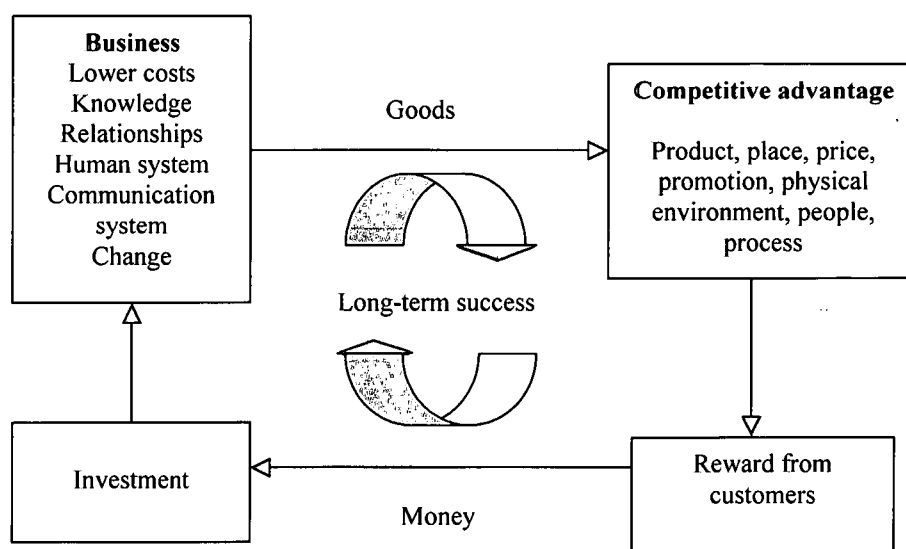 Business
Lower costs
Knowledge
Relationships
Human system
Communication
system
Change
Goods
Competitive advantage
Product, place, price,
promotion, physical
environment, people,
process
Long-term success
Investment
Money
Reward from
customers